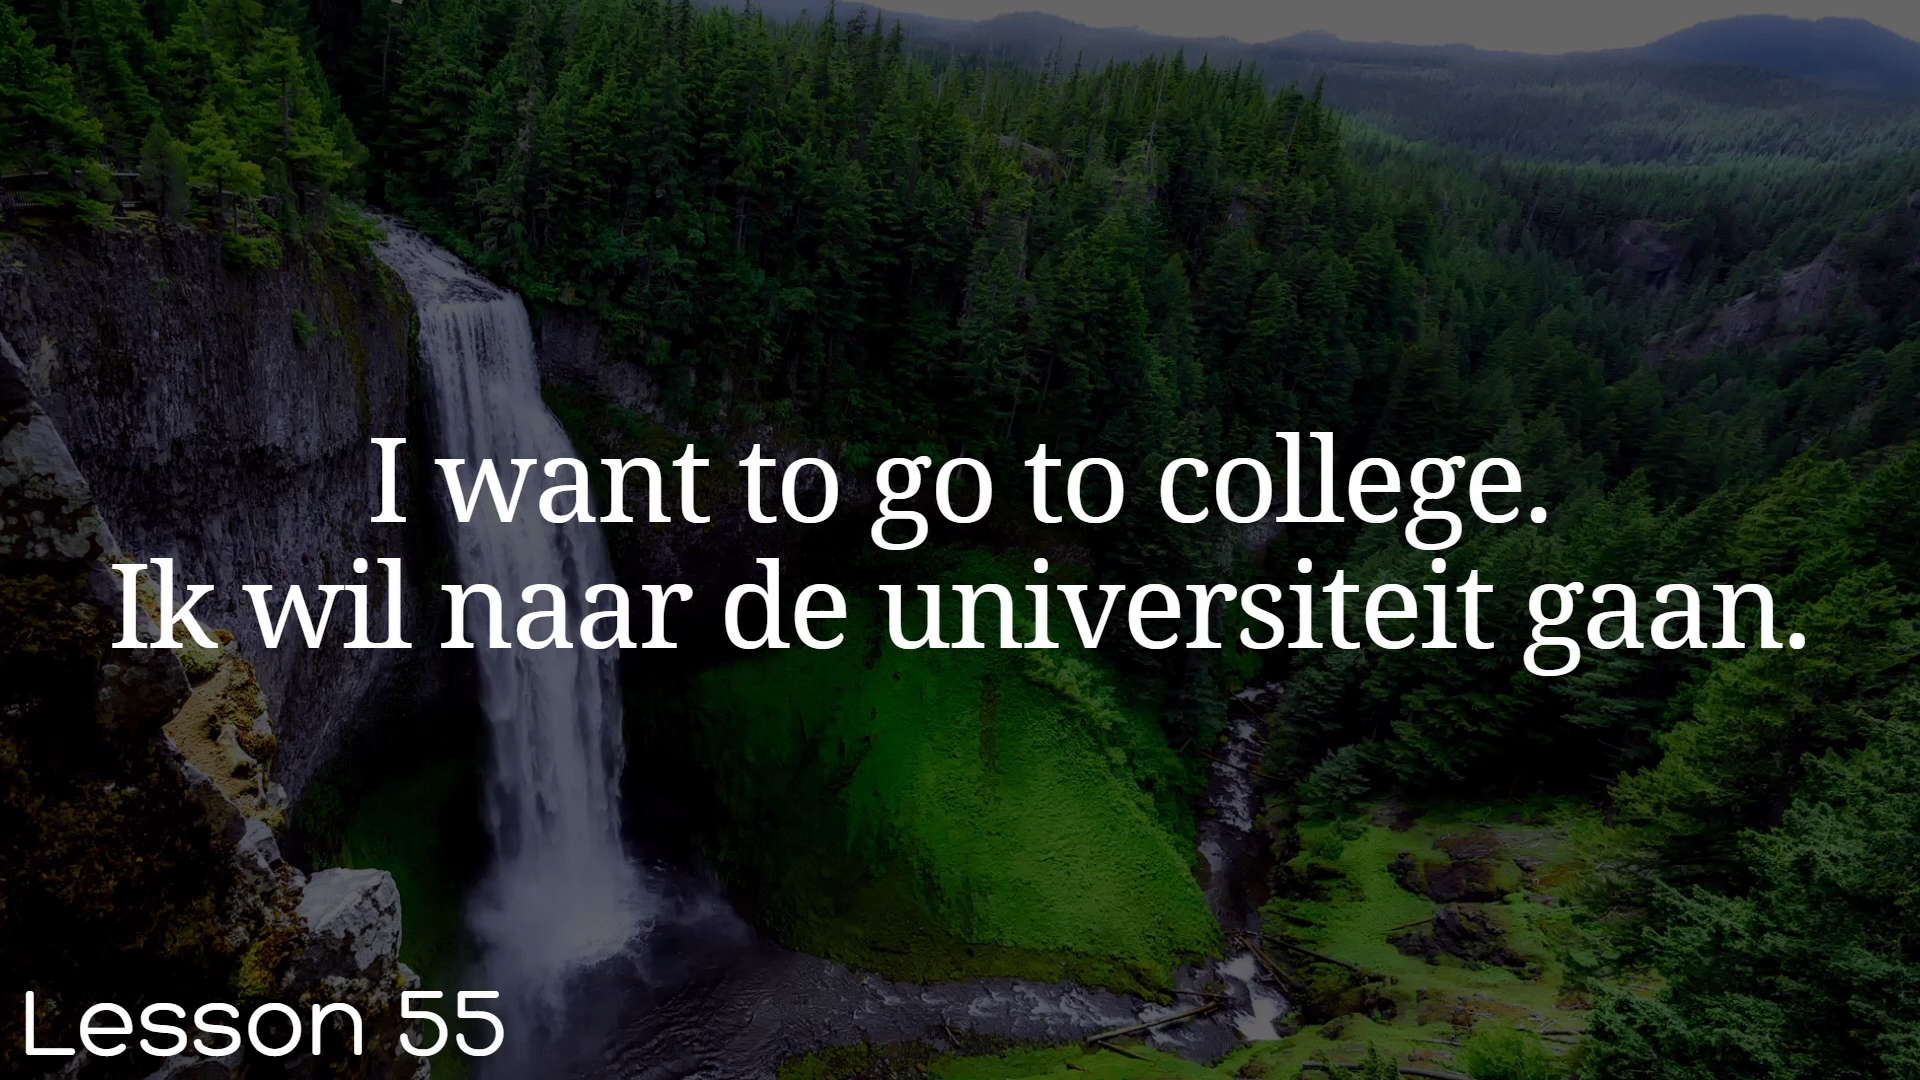 I want to go to college.
Ik wil naar de universiteit gaan.
Lesson 55